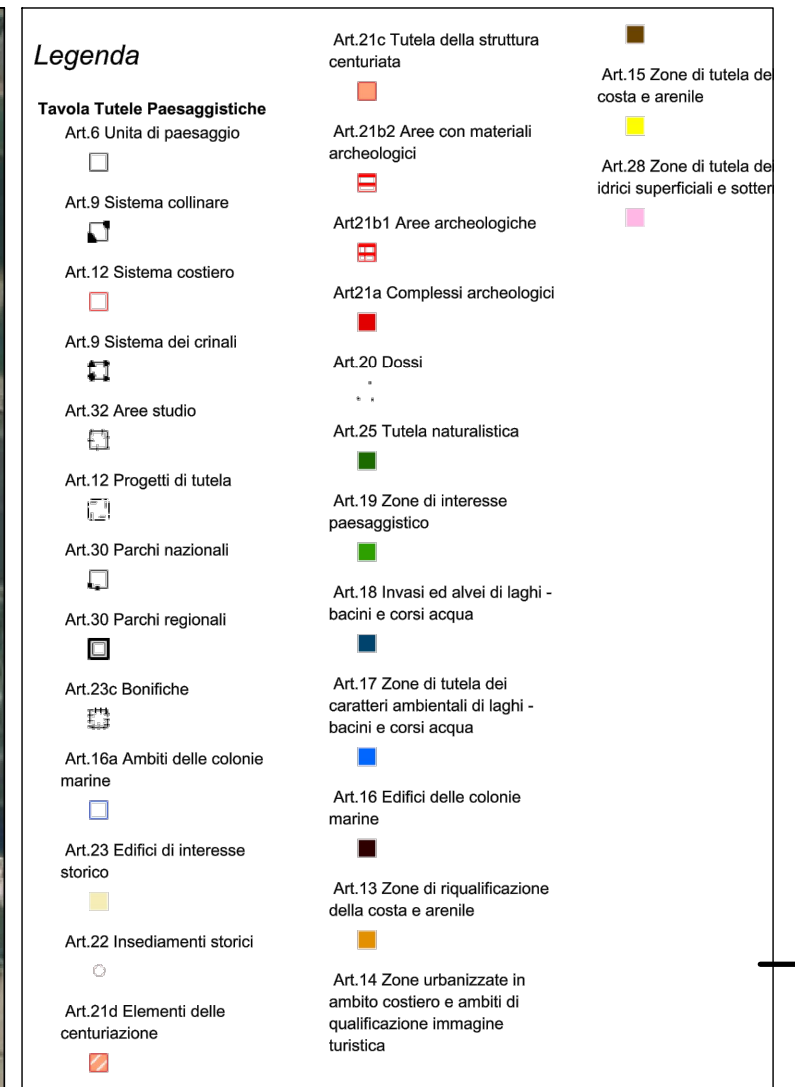 Legenda
Tavola Tutele Paesaggistiche
Art.6 Unita di paesaggio
Art.9 Sistema collinare
Art.12 Sistema costiero
Art.9 Sistema dei crinali
Art.32 Aree studio
Art.12 Progetti di tutela
Art.30 Parchi nazionali
Art.30 Parchi regionali
Art.23c Bonifiche
Art.16a Ambiti delle colonie
marine
Art.23 Edifici di interesse
storico
Art.22 Insediamenti storici
Art.21d Elementi delle
centuriazione
Art.21c Tutela della struttura
centuriata
Art.21b2 Aree con materiali
archeologici
Art21b1 Aree archeologiche
Art21a Complessi archeologici
Art.20 Dossi
Art.25 Tutela naturalistica
Art.19 Zone di interesse
paesaggistico
Art.18 Invasi ed alvei di laghi -
bacini e corsi acqua
Art.17 Zone di tutela dei
caratteri ambientali di laghi -
bacini e corsi acqua
Art.16 Edifici delle colonie
marine
Art.13 Zone di riqualificazione
della costa e arenile
Art.14 Zone urbanizzate in
ambito costiero e ambiti di
qualificazione immagine
turistica
Art.15 Zone di tutela de
costa e arenile
Art.28 Zone di tutela de
idrici superficiali e sotter